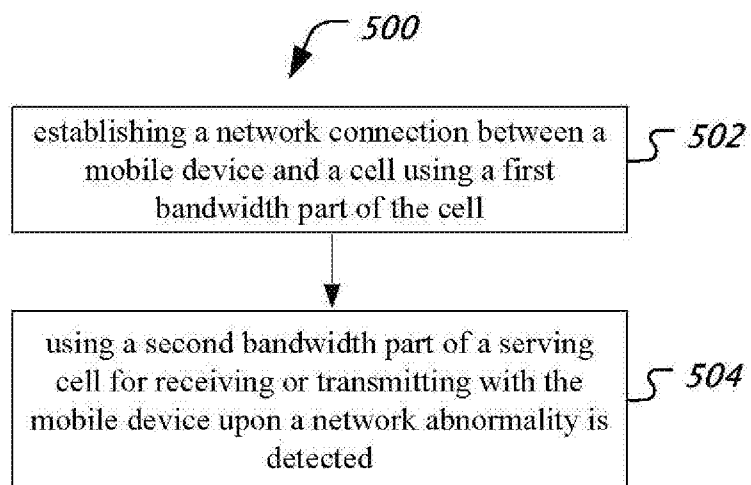 500
establishing a network connection between a
mobile device and a cell using a first
bandwidth part of the cell
502
using a second bandwidth part of a serving
cell for receiving or transmitting with the
mobile device upon a network abnormality is
detected
504